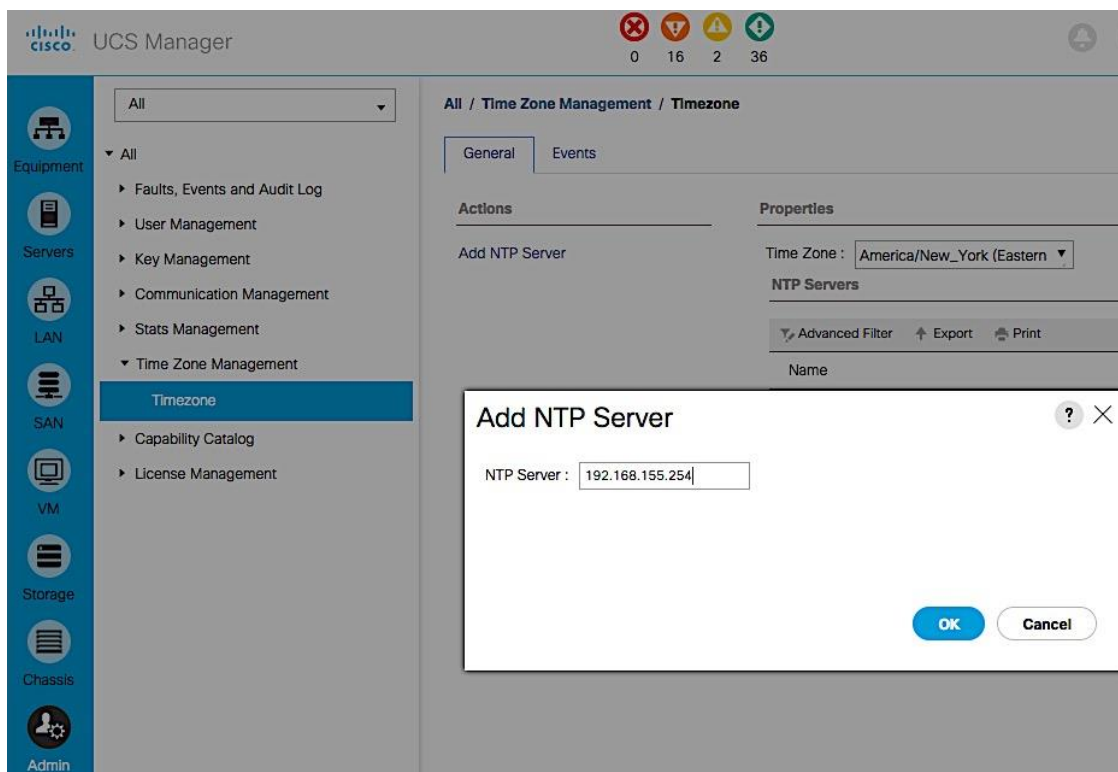 cisco. UCS Manager
0 16 2 36
Equipment
Servers
LAN
SAN
VM
Storage
Chassis
Admin
All
All
Faults, Events and Audit Log
User Management
Key Management
Communication Management
Stats Management
Time Zone Management
Timezone
Capability Catalog
License Management
All / Time Zone Management / Timezone
General Events
Actions
Add NTP Server
Properties
Time Zone : America/New_York (Eastern
NTP Servers
Advanced Filter Export Print
Name
Add NTP Server ?
NTP Server : 192.168.155.254
OK Cancel